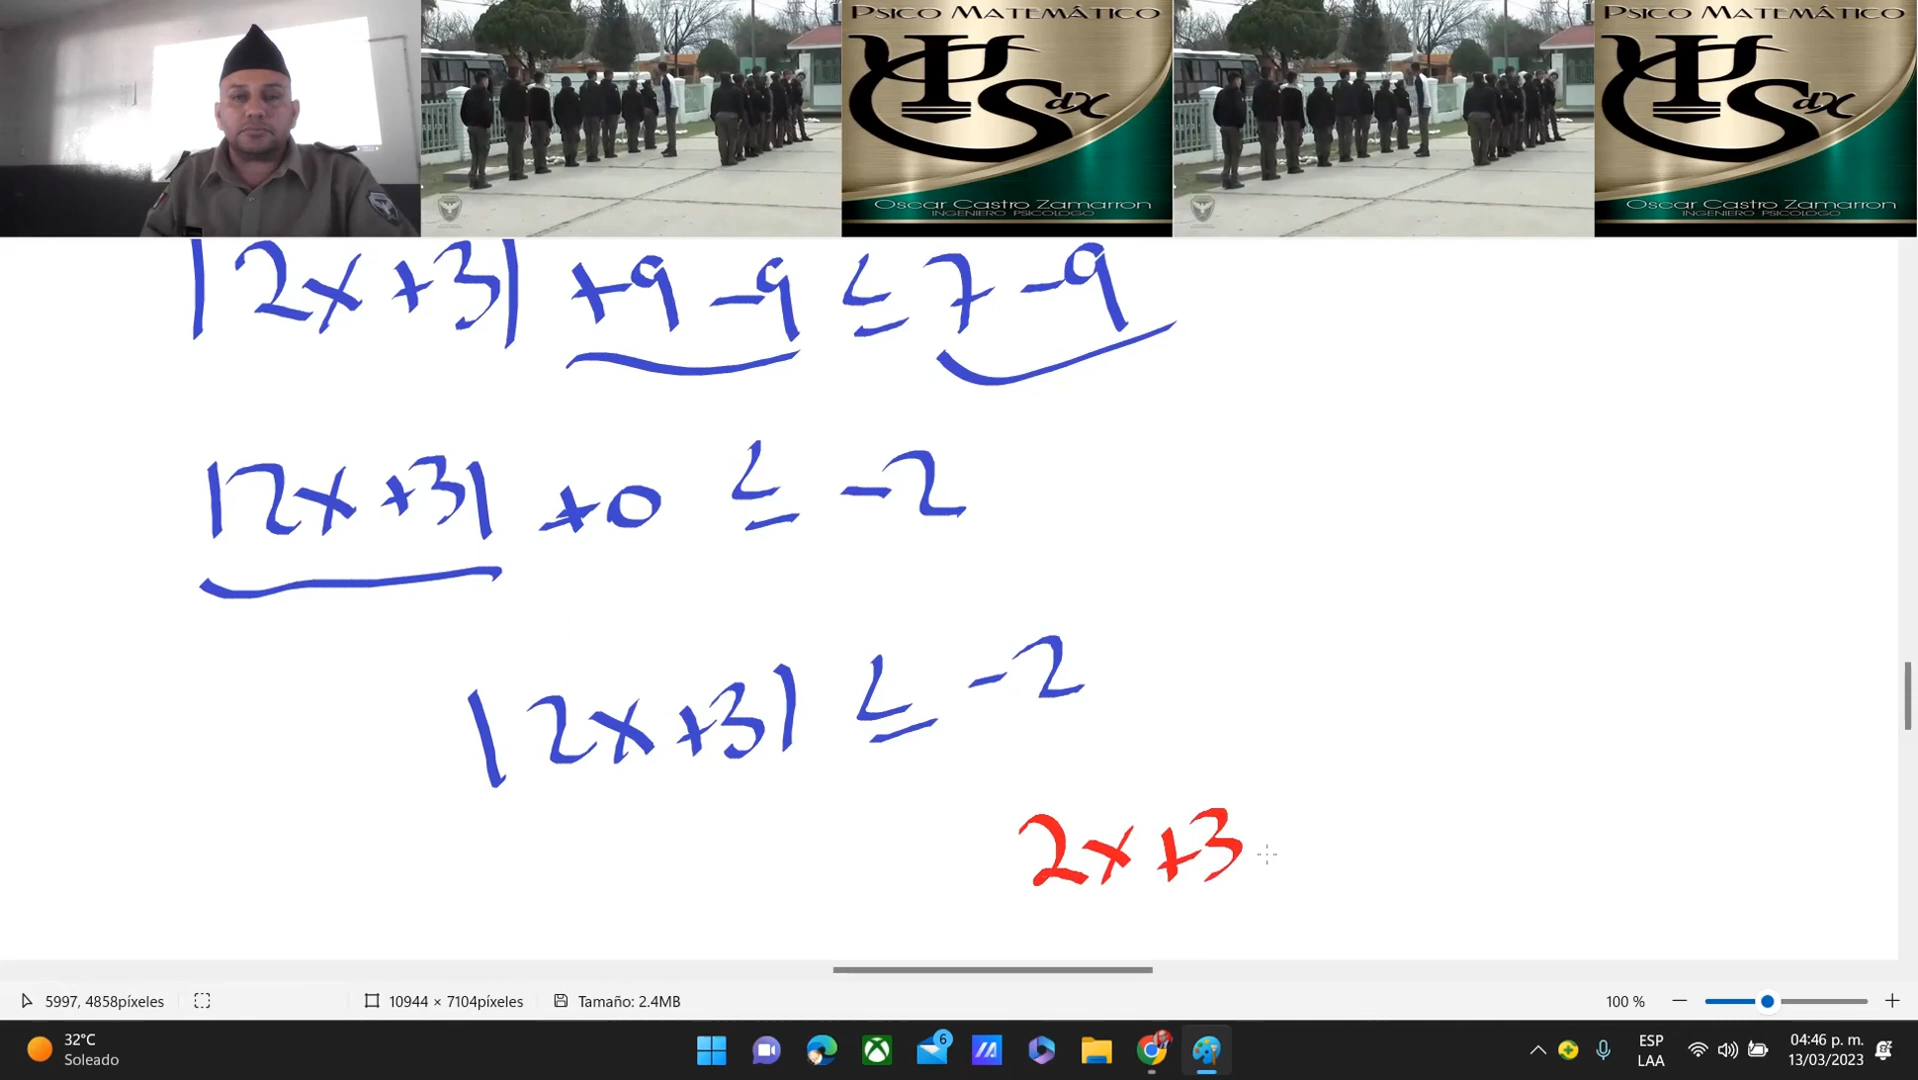 PSICO MATEMÁTICO
Oscar Castro Zamarron
INGENIERO PSICOLOGO
PSICO MATEMÁTICO
Oscar Castro Zamarron
INGENIERO PSICOLOGO
|2x+3| +9 -9 ≤ 7 -9
|2x+3| +0 ≤ -2
|2x+3| ≤ -2
2x+3
5997, 4858píxeles
10944 × 7104píxeles
Tamaño: 2.4MB
100 %
32°C
Soleado
6
ESP
LAA
04:46 p. m.
13/03/2023